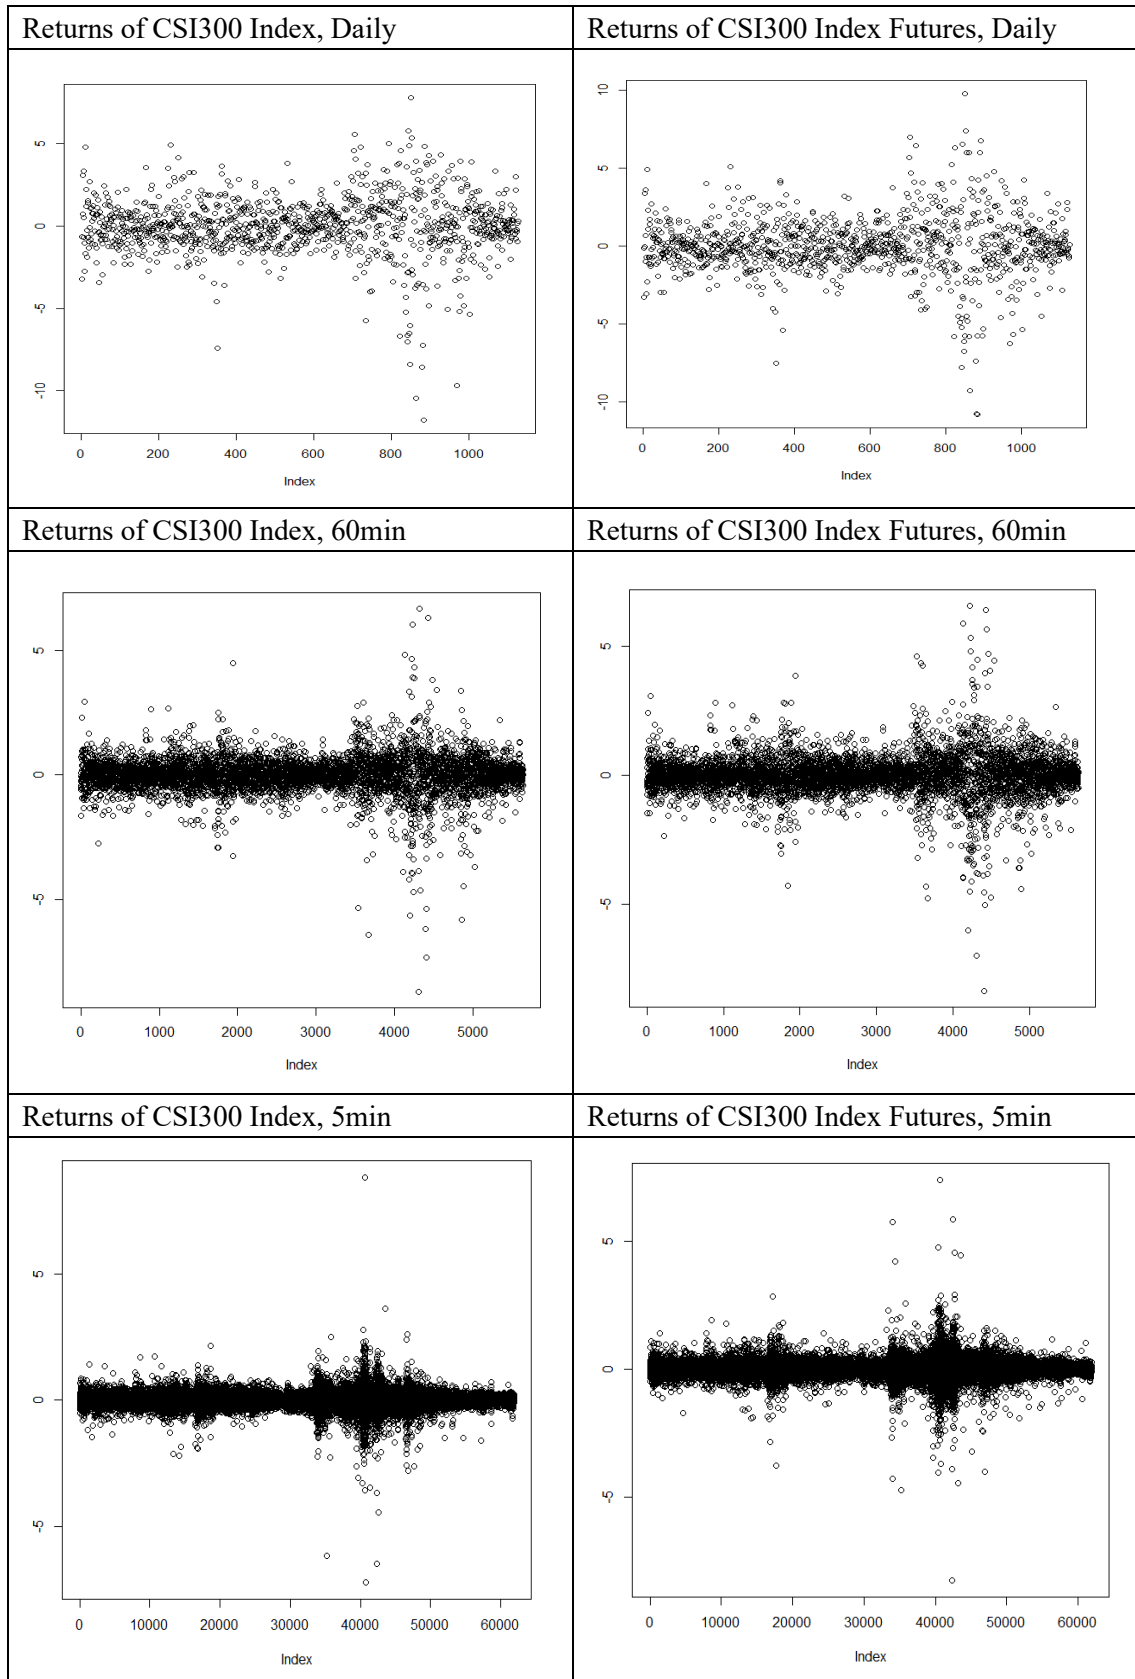 Returns of CSI300 Index, Daily
Returns of CSI300 Index Futures, Daily
5
0
-5
-10
0 200 400 600 800 1000
Index
10
5
0
-5
-10
0 200 400 600 800 1000
Index
Returns of CSI300 Index, 60min
Returns of CSI300 Index Futures, 60min
5
0
-5
0 1000 2000 3000 4000 5000
Index
5
0
-5
0 1000 2000 3000 4000 5000
Index
Returns of CSI300 Index, 5min
Returns of CSI300 Index Futures, 5min
5
0
-5
0 10000 20000 30000 40000 50000 60000
Index
5
0
-5
0 10000 20000 30000 40000 50000 60000
Index